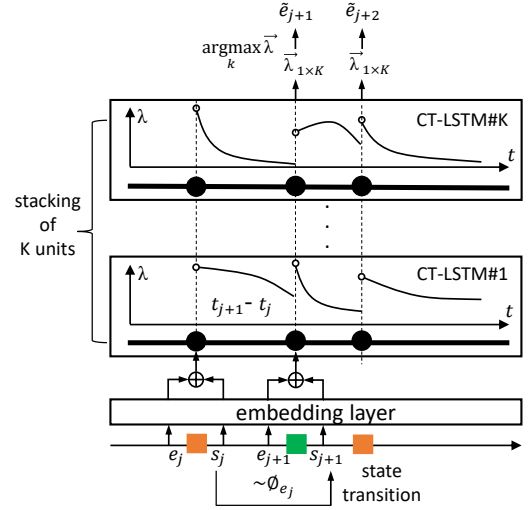 ẽ_{j+1} ẽ_{j+2}
argmax_k λ⃗ λ⃗_{1×K} λ⃗_{1×K}
λ CT-LSTM#K
t
stacking
of
K units
λ CT-LSTM#1
t_{j+1} - t_j t
embedding layer
e_j s_j e_{j+1} s_{j+1} state
~∅_{e_j} transition